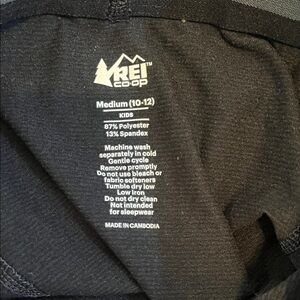 REI™
CO·OP
Medium (10-12)
KIDS
87% Polyester
13% Spandex
Machine wash
separately in cold
Gentle cycle
Remove promptly
Do not use bleach or
fabric softeners
Tumble dry low
Low iron
Do not dry clean
Not intended
for sleepwear
MADE IN CAMBODIA